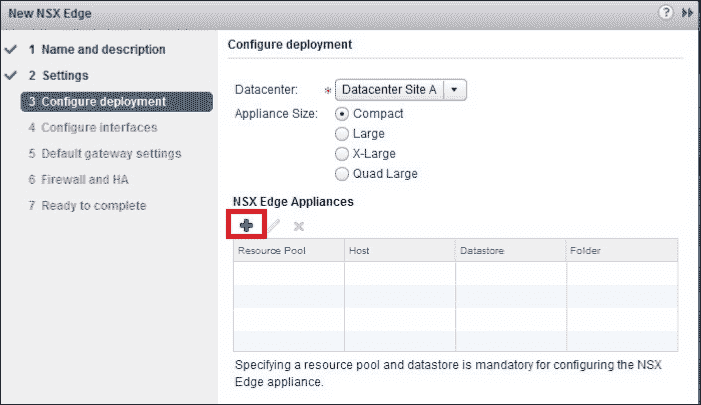 New NSX Edge
?
1 Name and description
2 Settings
3 Configure deployment
4 Configure interfaces
5 Default gateway settings
6 Firewall and HA
7 Ready to complete
Configure deployment
Datacenter: * Datacenter Site A
Appliance Size: Compact
Large
X-Large
Quad Large
NSX Edge Appliances
Resource Pool Host Datastore Folder
Specifying a resource pool and datastore is mandatory for configuring the NSX
Edge appliance.